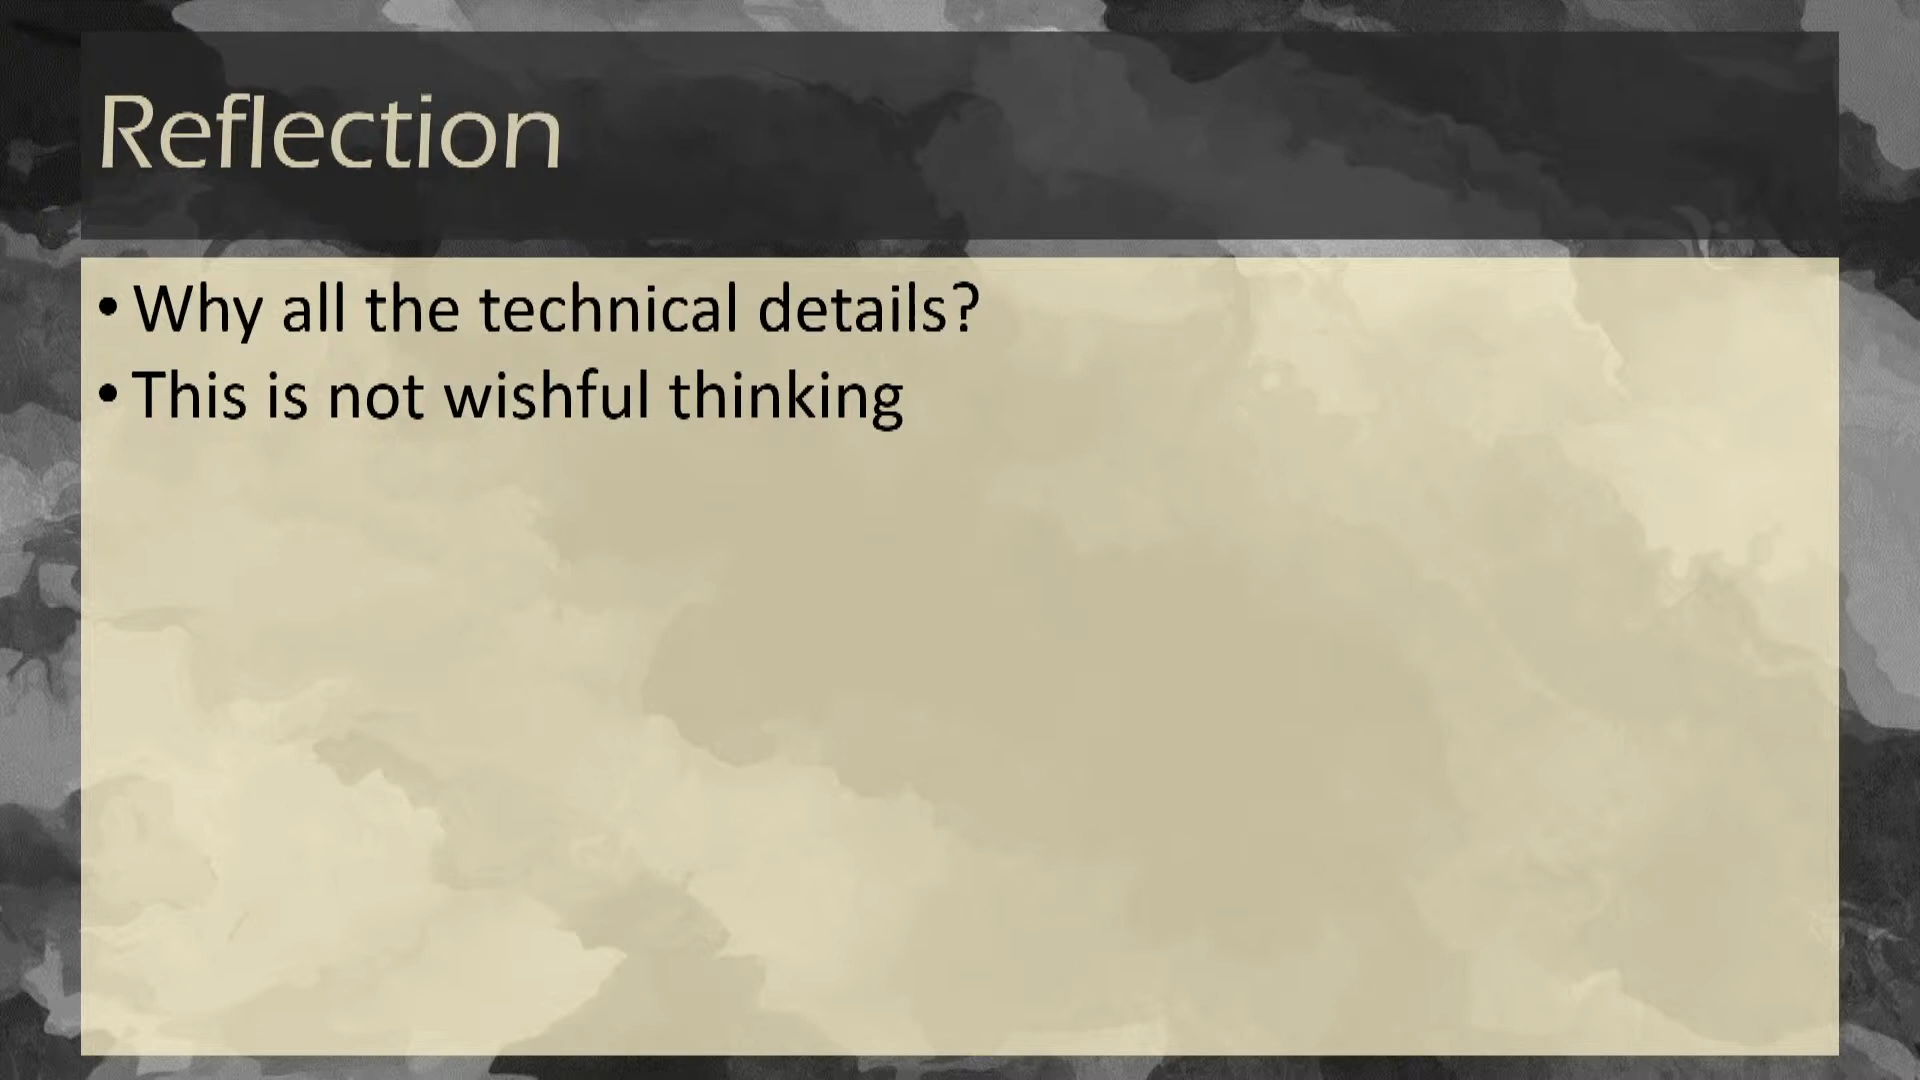 Reflection
• Why all the technical details?
• This is not wishful thinking